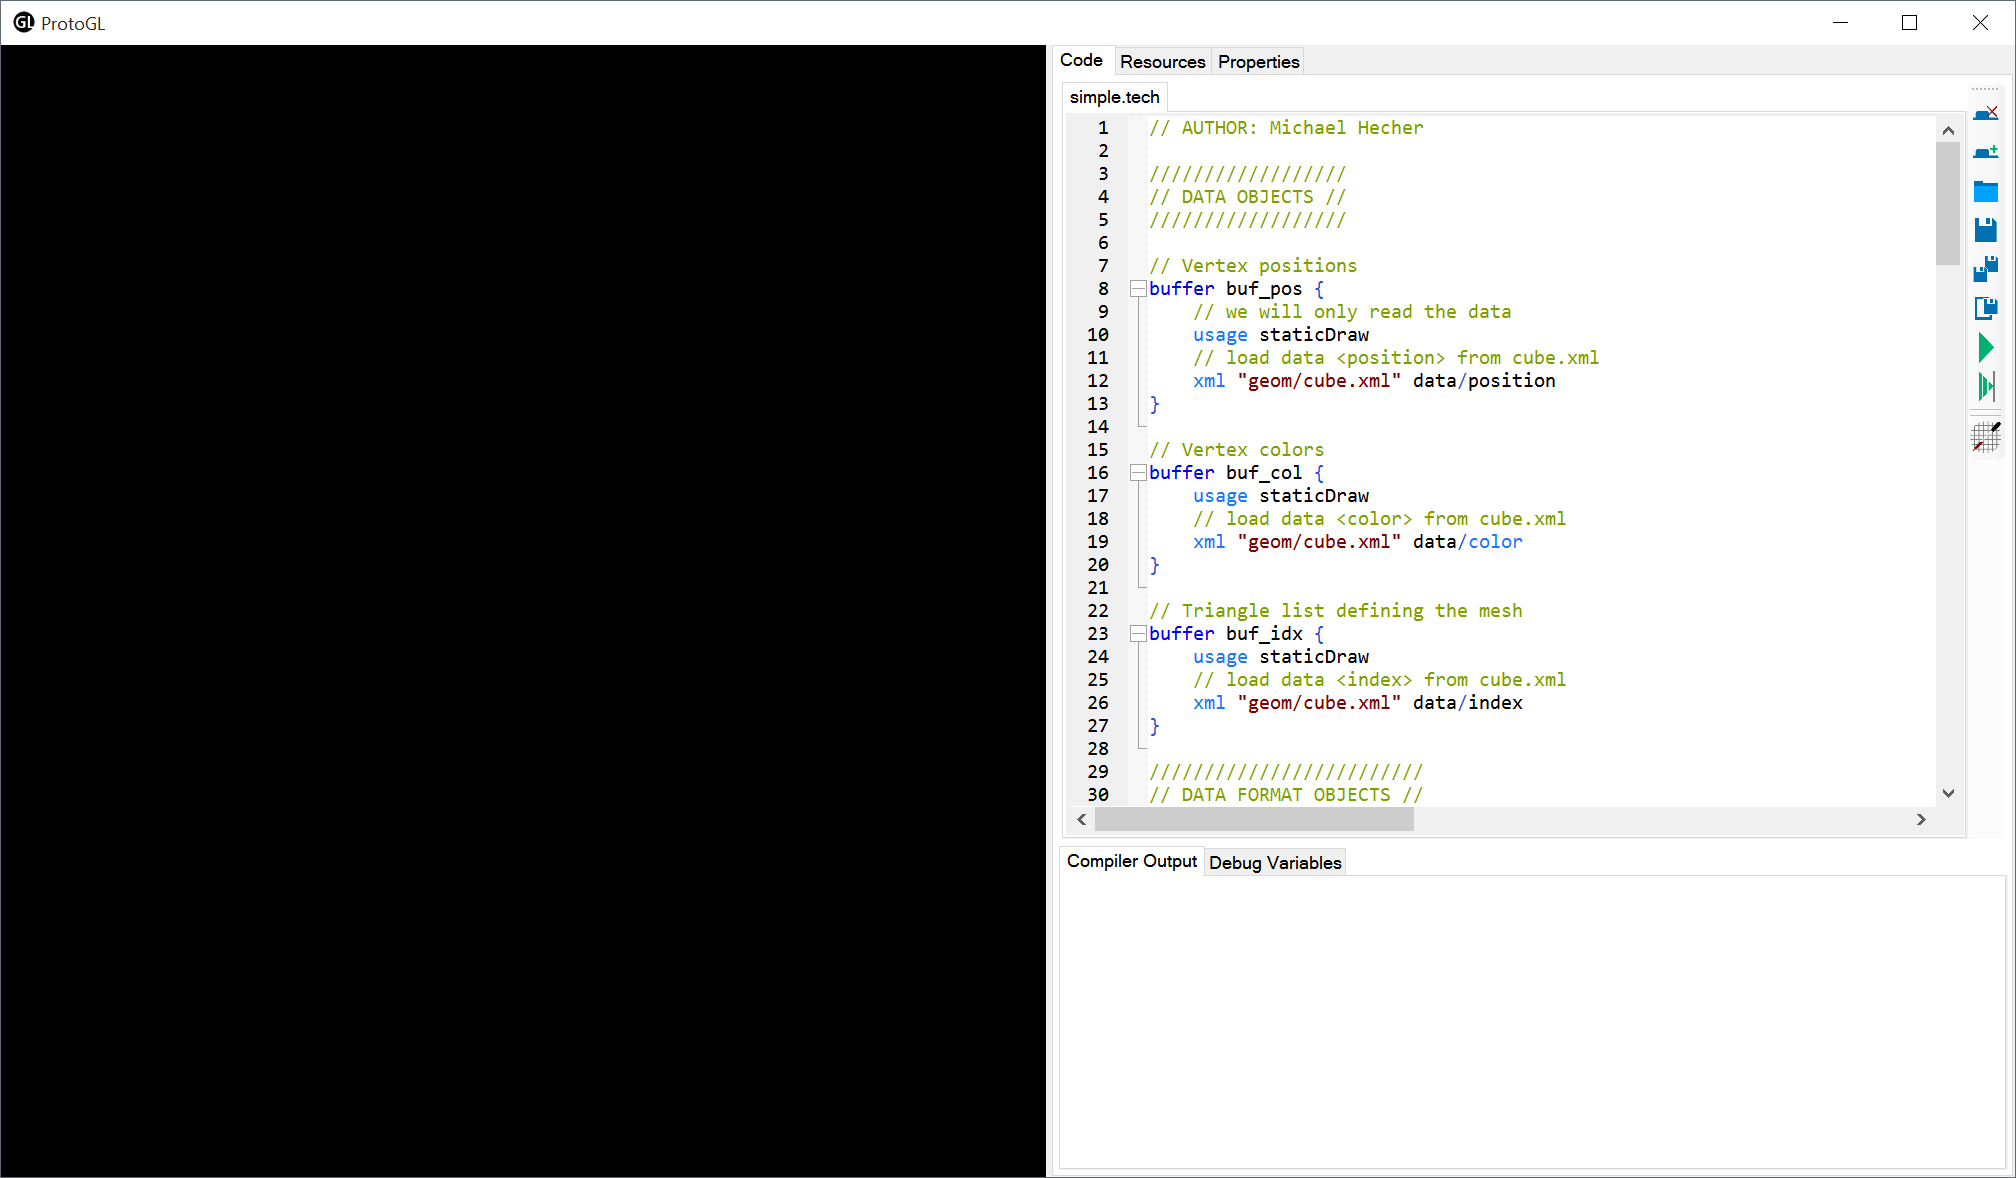 GL ProtoGL
Code Resources Properties
simple.tech
1 // AUTHOR: Michael Hecher
2
3 //////////////////
4 // DATA OBJECTS //
5 //////////////////
6
7 // Vertex positions
8 buffer buf_pos {
9 // we will only read the data
10 usage staticDraw
11 // load data <position> from cube.xml
12 xml "geom/cube.xml" data/position
13 }
14
15 // Vertex colors
16 buffer buf_col {
17 usage staticDraw
18 // load data <color> from cube.xml
19 xml "geom/cube.xml" data/color
20 }
21
22 // Triangle list defining the mesh
23 buffer buf_idx {
24 usage staticDraw
25 // load data <index> from cube.xml
26 xml "geom/cube.xml" data/index
27 }
28
29 /////////////////////////
30 // DATA FORMAT OBJECTS //
Compiler Output Debug Variables